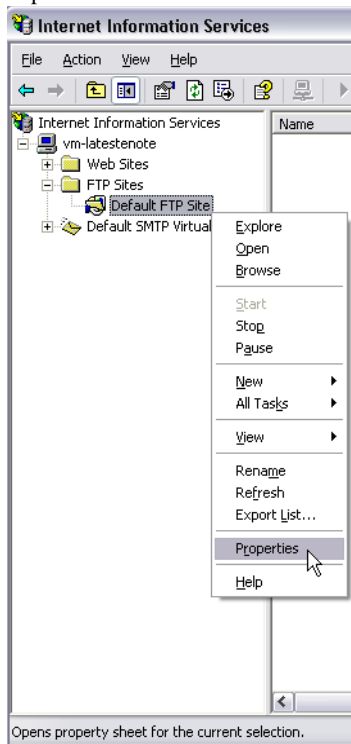 Internet Information Services
File Action View Help
Internet Information Services
Name
vm-latestenote
Web Sites
FTP Sites
Default FTP Site
Default SMTP Virtual
Explore
Open
Browse
Start
Stop
Pause
New
All Tasks
View
Rename
Refresh
Export List...
Properties
Help
Opens property sheet for the current selection.